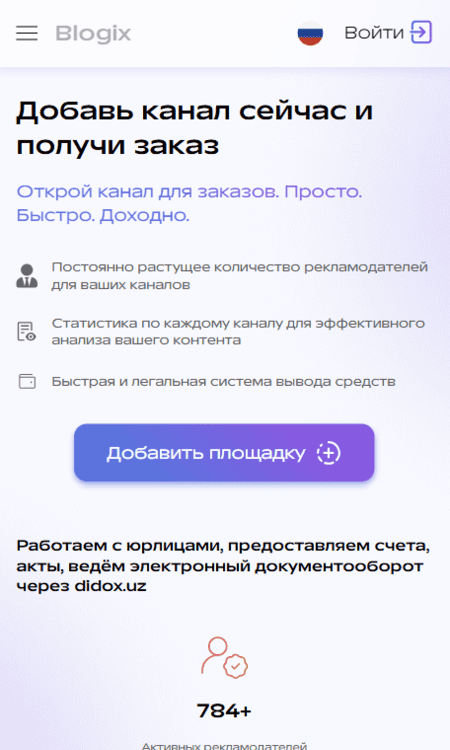 Blogix
Войти
Добавь канал сейчас и
получи заказ
Открой канал для заказов. Просто.
Быстро. Доходно.
Постоянно растущее количество рекламодателей
для ваших каналов
Статистика по каждому каналу для эффективного
анализа вашего контента
Быстрая и легальная система вывода средств
Добавить площадку
Работаем с юрлицами, предоставляем счета,
акты, ведём электронный документооборот
через didox.uz
784+
Активных рекламодателей